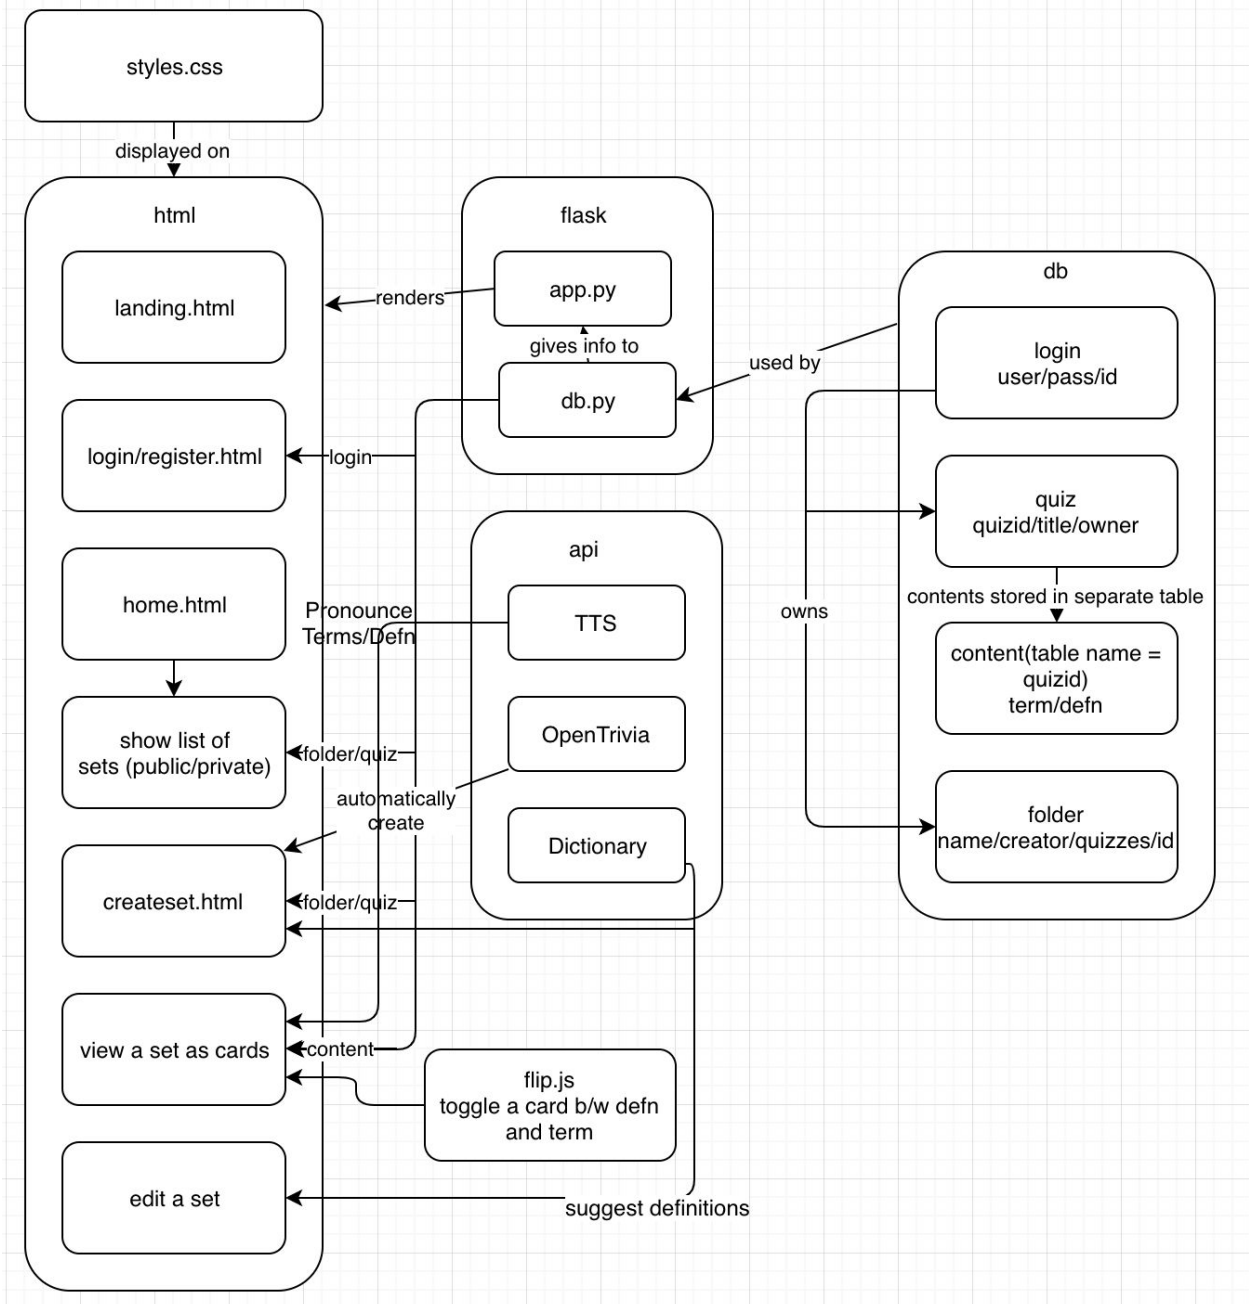 styles.css
displayed on
html
landing.html
login/register.html
home.html
show list of
sets (public/private)
createset.html
view a set as cards
edit a set
flask
app.py
renders
gives info to
db.py
login
used by
api
TTS
Pronounce
Terms/Defn
OpenTrivia
folder/quiz
automatically
create
Dictionary
folder/quiz
content
flip.js
toggle a card b/w defn
and term
suggest definitions
db
login
user/pass/id
quiz
quizid/title/owner
contents stored in separate table
owns
content(table name =
quizid)
term/defn
folder
name/creator/quizzes/id